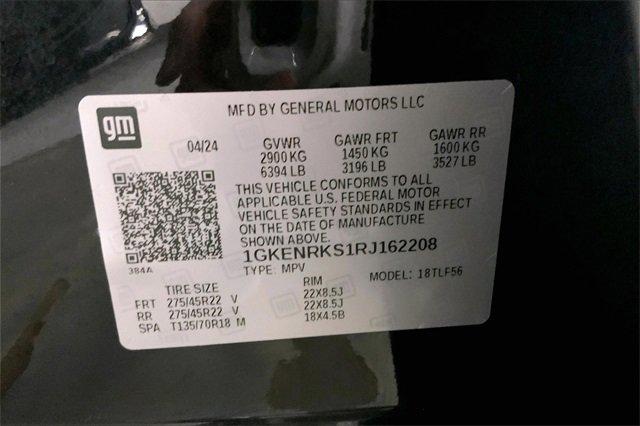 gm
MFD BY GENERAL MOTORS LLC
04/24 GVWR GAWR FRT GAWR RR
2900 KG 1450 KG 1600 KG
6394 LB 3196 LB 3527 LB
THIS VEHICLE CONFORMS TO ALL
APPLICABLE U.S. FEDERAL MOTOR
VEHICLE SAFETY STANDARDS IN EFFECT
ON THE DATE OF MANUFACTURE
SHOWN ABOVE.
384A
1GKENRKS1RJ162208
TYPE: MPV MODEL: 18TLF56
TIRE SIZE RIM
FRT 275/45R22 V 22X8.5J
RR 275/45R22 V 22X8.5J
SPA T135/70R18 M 18X4.5B